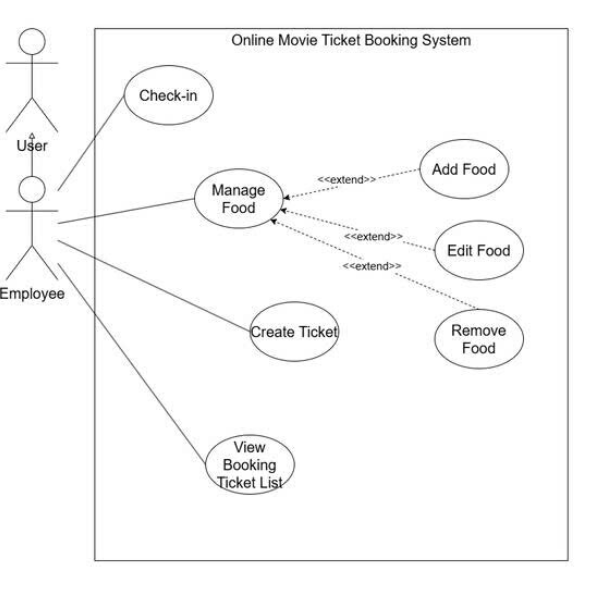 Online Movie Ticket Booking System
Check-in
User
<<extend>>
Add Food
Manage
Food
<<extend>>
Edit Food
<<extend>>
Employee
Create Ticket
Remove
Food
View
Booking
Ticket List